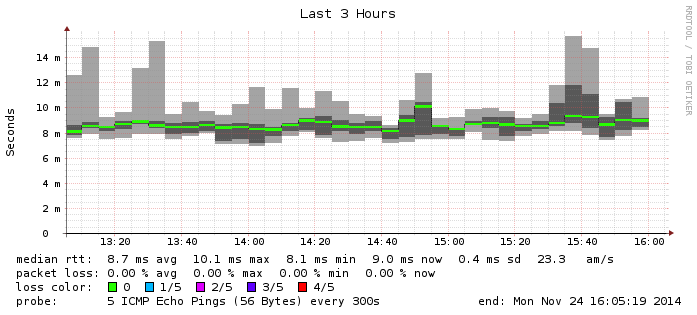 Last 3 Hours
RRDTOOL / TOBI OETIKER
Seconds
14 m
12 m
10 m
8 m
6 m
4 m
2 m
0
13:20 13:40 14:00 14:20 14:40 15:00 15:20 15:40 16:00
median rtt: 8.7 ms avg 10.1 ms max 8.1 ms min 9.0 ms now 0.4 ms sd 23.3 am/s
packet loss: 0.00 % avg 0.00 % max 0.00 % min 0.00 % now
loss color: 0 1/5 2/5 3/5 4/5
probe: 5 ICMP Echo Pings (56 Bytes) every 300s end: Mon Nov 24 16:05:19 2014